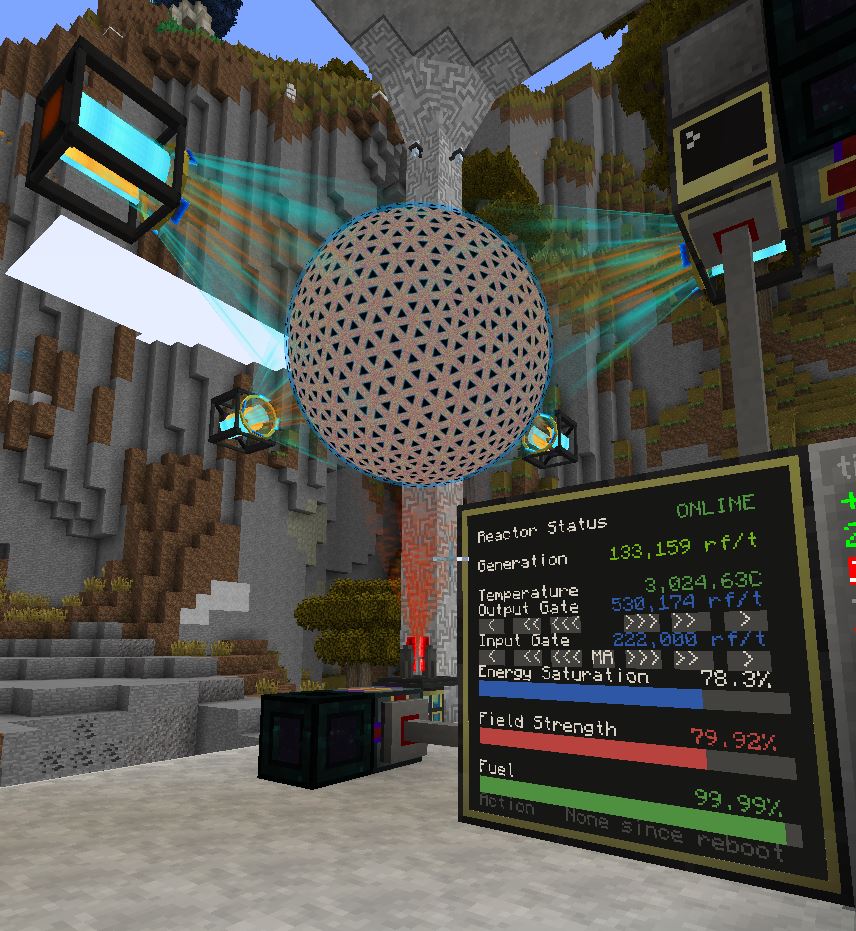 Reactor Status ONLINE
Generation 133,159 rf/t
Temperature 3,024.63C
Output Gate 530,174 rf/t
< << <<< >>> >> >
Input Gate 222,000 rf/t
< << <<< MA >>> >> >
Energy Saturation 78.3%
Field Strength 79.92%
Fuel 99.99%
Action None since reboot